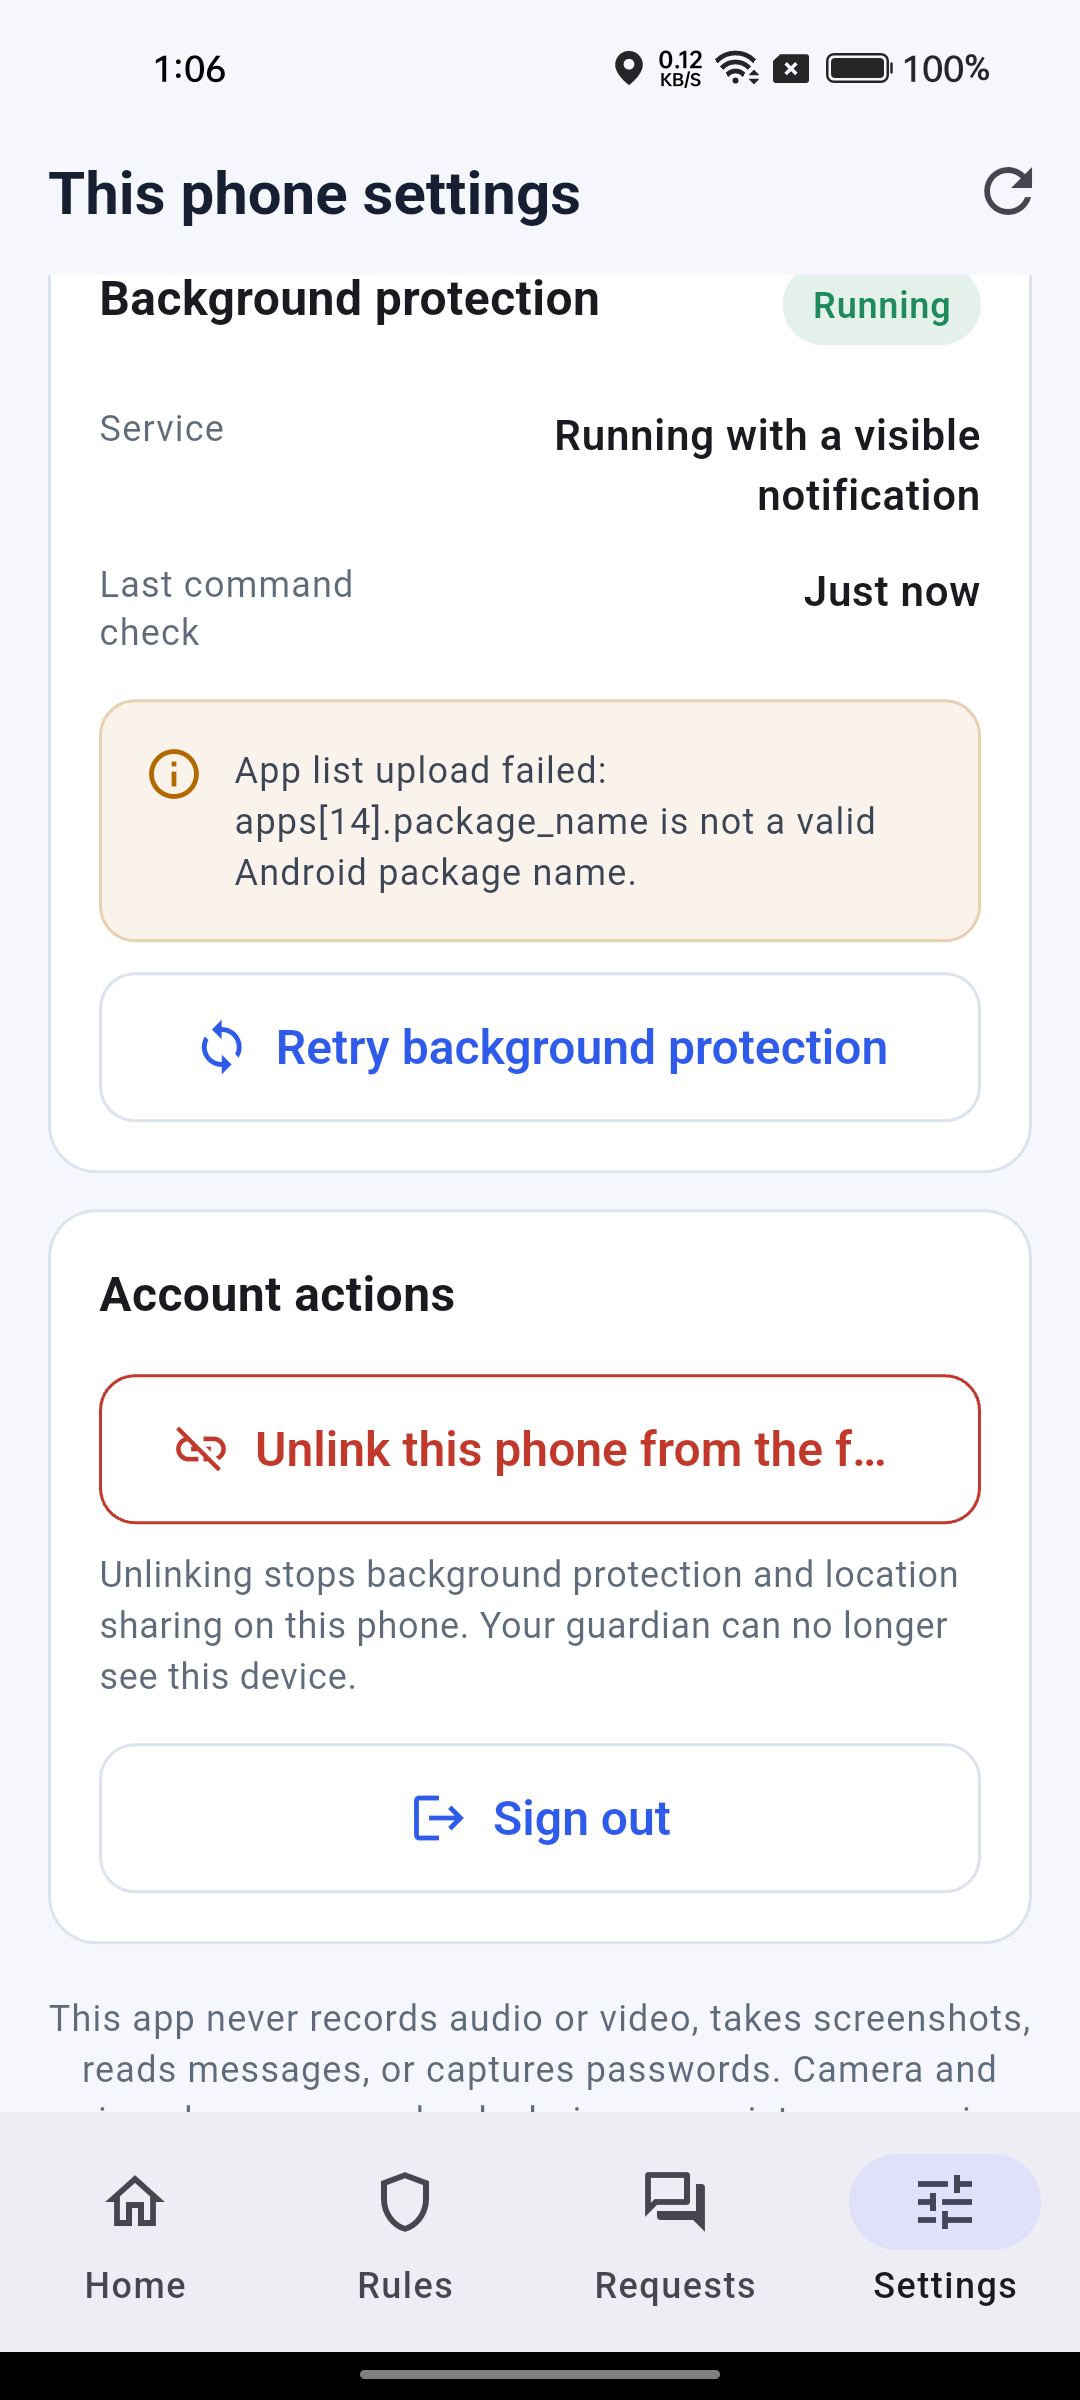 1:06
0.12
KB/S
100%
This phone settings
Background protection
Running
Service
Running with a visible
notification
Last command
check
Just now
App list upload failed:
apps[14].package_name is not a valid
Android package name.
Retry background protection
Account actions
Unlink this phone from the f…
Unlinking stops background protection and location
sharing on this phone. Your guardian can no longer
see this device.
Sign out
This app never records audio or video, takes screenshots,
reads messages, or captures passwords. Camera and
Home
Rules
Requests
Settings